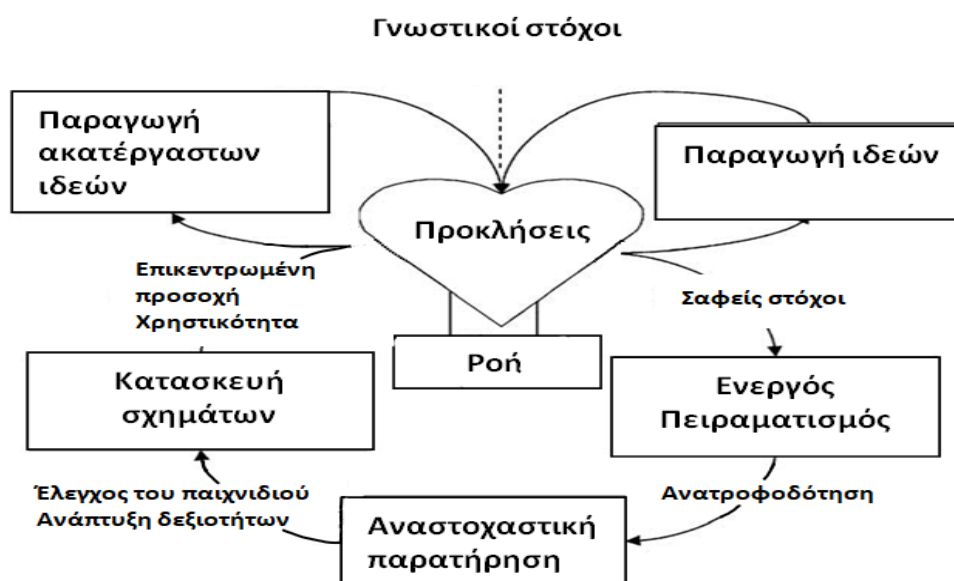 Γνωστικοί στόχοι
Παραγωγή
ακατέργαστων
ιδεών
Παραγωγή ιδεών
Προκλήσεις
Επικεντρωμένη
προσοχή
Χρηστικότητα
Σαφείς στόχοι
Ροή
Κατασκευή
σχημάτων
Ενεργός
Πειραματισμός
Έλεγχος του παιχνιδιού
Ανάπτυξη δεξιοτήτων
Ανατροφοδότηση
Αναστοχαστική
παρατήρηση